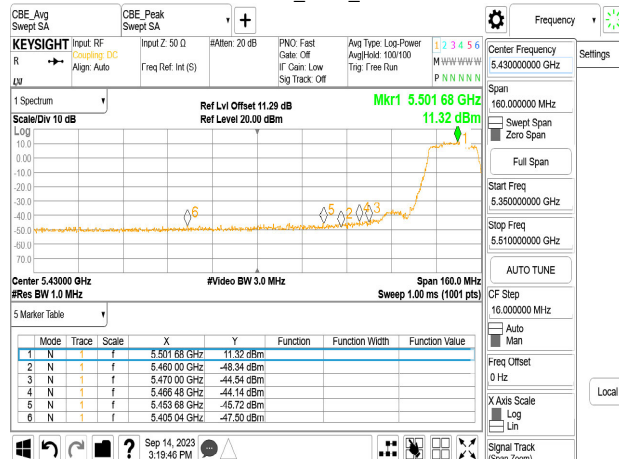 CBE_Avg
Swept SA
CBE_Peak
Swept SA
Frequency
KEYSIGHT
Input: RF
Coupling: DC
Align: Auto
Input Z: 50 Ω
Freq Ref: Int (S)
#Atten: 20 dB
PNO: Fast
Gate: Off
IF Gain: Low
Sig Track: Off
Avg Type: Log-Power
Avg|Hold: 100/100
Trig: Free Run
1 2 3 4 5 6
M W W W W W
P N N N N N
R
LXI
1 Spectrum
Scale/Div 10 dB
Ref Lvl Offset 11.29 dB
Ref Level 20.00 dBm
Mkr1 5.501 68 GHz
11.32 dBm
Log
10.0
0.00
-10.0
-20.0
-30.0
-40.0
-50.0
-60.0
70.0
1
6
5
2
4
3
Center 5.43000 GHz
#Res BW 1.0 MHz
#Video BW 3.0 MHz
Span 160.0 MHz
Sweep 1.00 ms (1001 pts)
5 Marker Table
Mode Trace Scale X Y Function Function Width Function Value
1 N 1 f 5.501 68 GHz 11.32 dBm
2 N 1 f 5.460 00 GHz -48.34 dBm
3 N 1 f 5.470 00 GHz -44.54 dBm
4 N 1 f 5.466 48 GHz -44.14 dBm
5 N 1 f 5.453 68 GHz -45.72 dBm
6 N 1 f 5.405 04 GHz -47.50 dBm
Sep 14, 2023
3:19:46 PM
Center Frequency
5.430000000 GHz
Settings
Span
160.000000 MHz
Swept Span
Zero Span
Full Span
Start Freq
5.350000000 GHz
Stop Freq
5.510000000 GHz
AUTO TUNE
CF Step
16.000000 MHz
Auto
Man
Freq Offset
0 Hz
X Axis Scale
Log
Lin
Local
Signal Track
(Span Zoom)